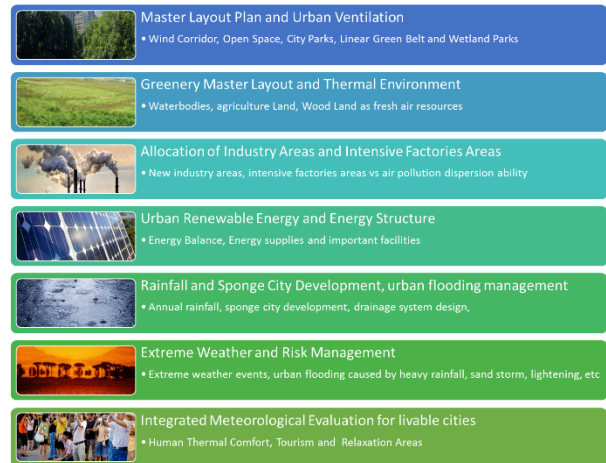 Master Layout Plan and Urban Ventilation
• Wind Corridor, Open Space, City Parks, Linear Green Belt and Wetland Parks
Greenery Master Layout and Thermal Environment
• Waterbodies, agriculture Land, Wood Land as fresh air resources
Allocation of Industry Areas and Intensive Factories Areas
• New industry areas, intensive factories areas vs air pollution dispersion ability
Urban Renewable Energy and Energy Structure
• Energy Balance, Energy supplies and important facilities
Rainfall and Sponge City Development, urban flooding management
• Annual rainfall, sponge city development, drainage system design,
Extreme Weather and Risk Management
• Extreme weather events, urban flooding caused by heavy rainfall, sand storm, lightening, etc
Integrated Meteorological Evaluation for livable cities
• Human Thermal Comfort, Tourism and Relaxation Areas